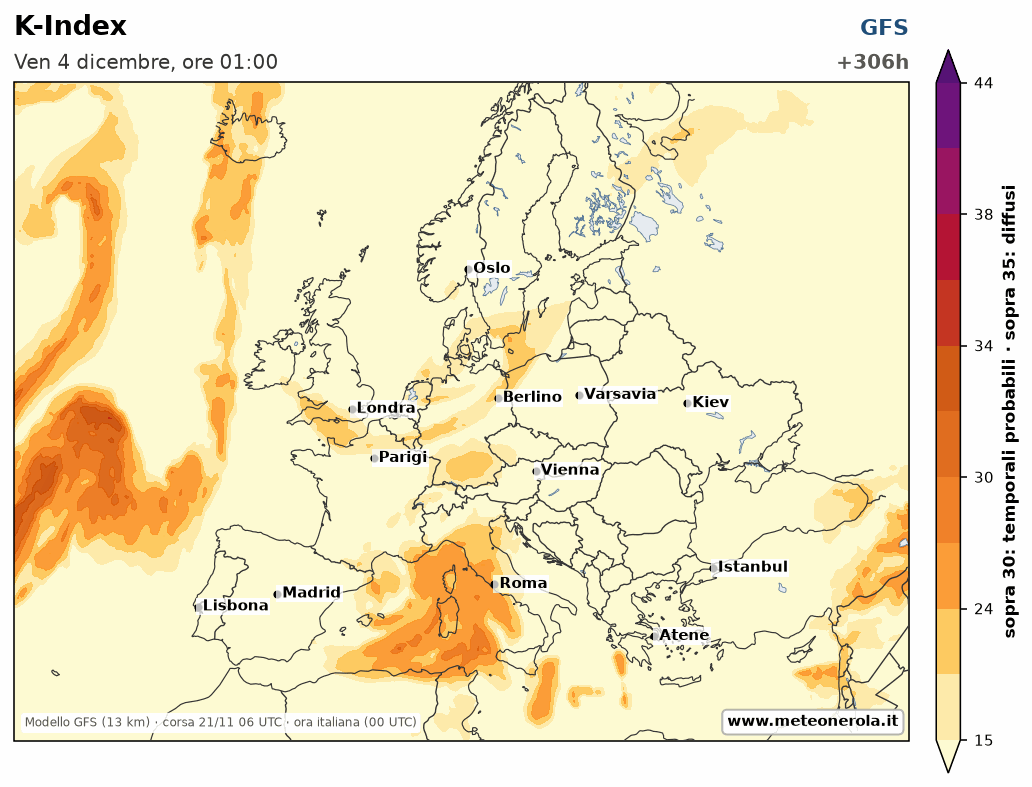 K-Index
GFS
Ven 4 dicembre, ore 01:00
+306h
44
38
34
30
24
15
sopra 30: temporali probabili · sopra 35: diffusi
Oslo
Berlino
Varsavia
Kiev
Londra
Parigi
Vienna
Istanbul
Roma
Madrid
Lisbona
Atene
Modello GFS (13 km) · corsa 21/11 06 UTC · ora italiana (00 UTC)
www.meteonerola.it